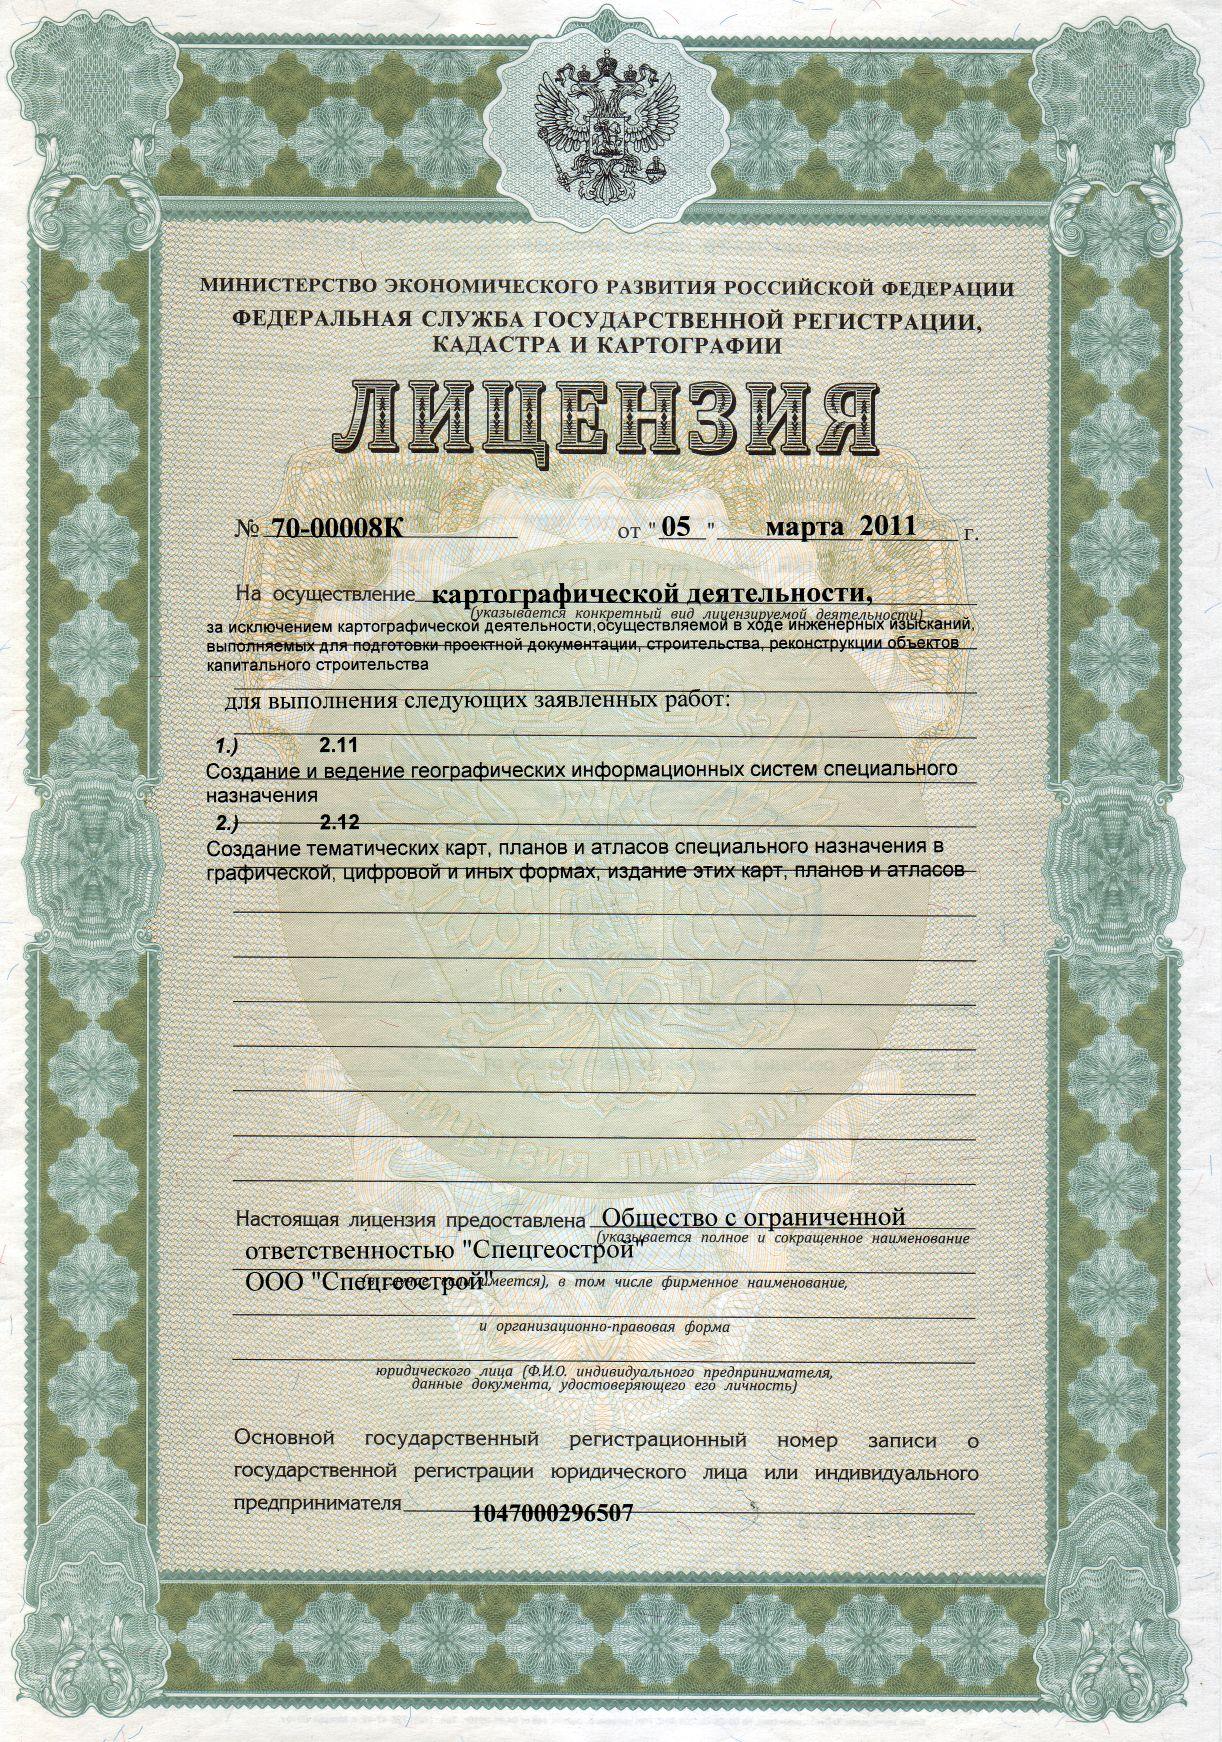 МИНИСТЕРСТВО ЭКОНОМИЧЕСКОГО РАЗВИТИЯ РОССИЙСКОЙ ФЕДЕРАЦИИ
ФЕДЕРАЛЬНАЯ СЛУЖБА ГОСУДАРСТВЕННОЙ РЕГИСТРАЦИИ,
КАДАСТРА И КАРТОГРАФИИ
ЛИЦЕНЗИЯ
№ 70-00008К от "05" марта 2011 г.
На осуществление картографической деятельности,
(указывается конкретный вид лицензируемой деятельности)
за исключением картографической деятельности,осуществляемой в ходе инженерных изысканий,
выполняемых для подготовки проектной документации, строительства, реконструкции объектов
капитального строительства
для выполнения следующих заявленных работ:
1.) 2.11
Создание и ведение географических информационных систем специального
назначения
2.) 2.12
Создание тематических карт, планов и атласов специального назначения в
графической, цифровой и иных формах, издание этих карт, планов и атласов
Настоящая лицензия предоставлена Общество с ограниченной
(указывается полное и сокращенное наименование
ответственностью "Спецгеострой"
ООО "Спецгеострой"
(в случае, если имеется), в том числе фирменное наименование,
и организационно-правовая форма
юридического лица (Ф.И.О. индивидуального предпринимателя,
данные документа, удостоверяющего его личность)
Основной государственный регистрационный номер записи о
государственной регистрации юридического лица или индивидуального
предпринимателя 1047000296507